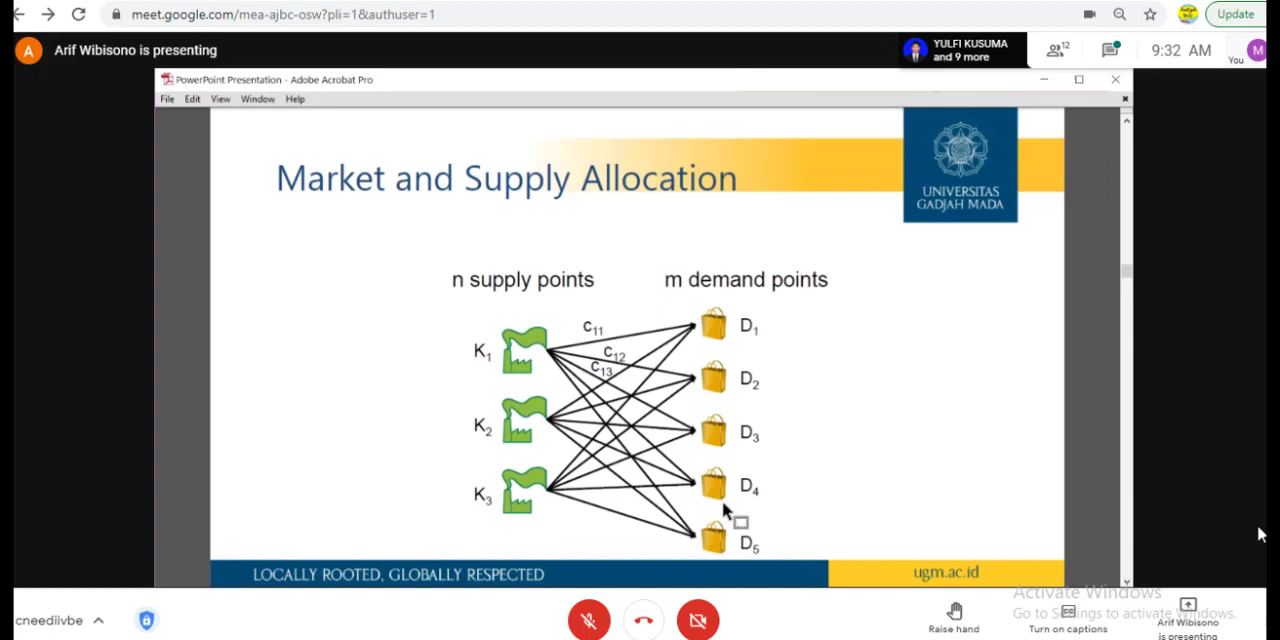 meet.google.com/mea-ajbc-osw?pli=1&authuser=1
Update
A
Arif Wibisono is presenting
YULFI KUSUMA
and 9 more
12
9:32 AM
You
M
PowerPoint Presentation - Adobe Acrobat Pro
File Edit View Window Help
Market and Supply Allocation
UNIVERSITAS
GADJAH MADA
n supply points
m demand points
K1
K2
K3
c11
c12
c13
D1
D2
D3
D4
D5
LOCALLY ROOTED, GLOBALLY RESPECTED
ugm.ac.id
Activate Windows
Go to Settings to activate Windows.
cneediivbe
Raise hand
Turn on captions
Arif Wibisono
is presenting